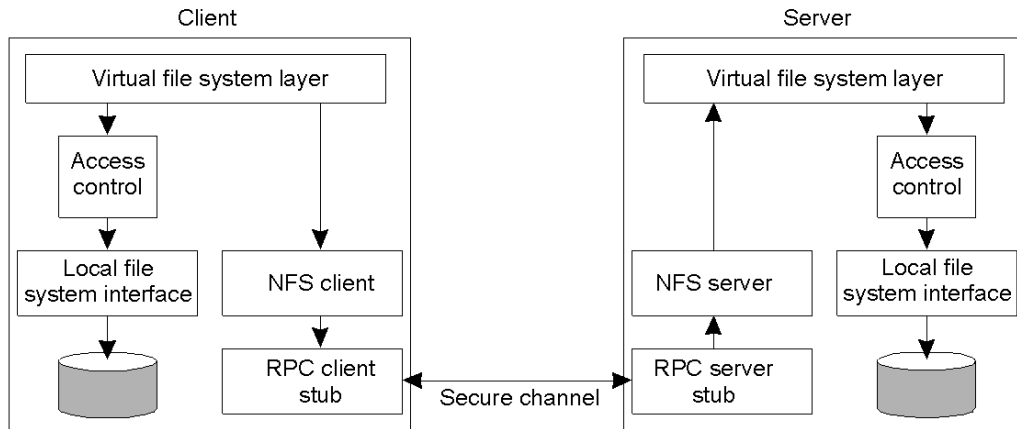 Client
Server
Virtual file system layer
Virtual file system layer
Access
control
Access
control
Local file
system interface
NFS client
NFS server
Local file
system interface
RPC client
stub
Secure channel
RPC server
stub